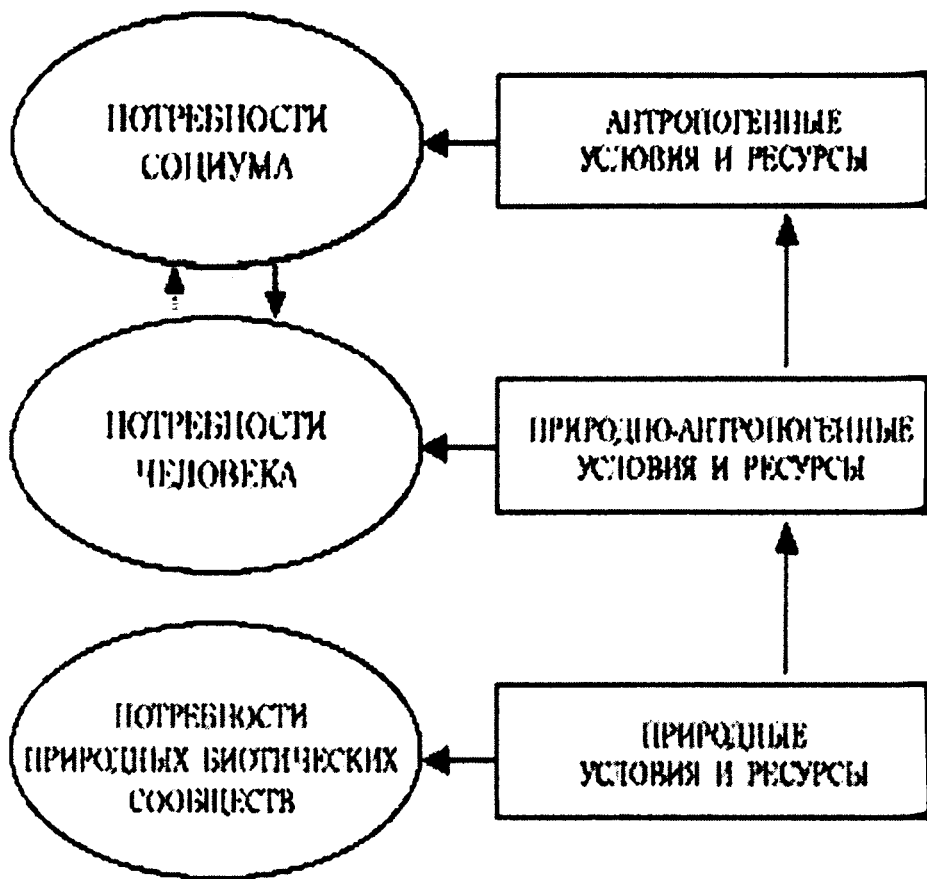 ПОТРЕБНОСТИ
СОЦИУМА
АНТРОПОГЕННЫЕ
УСЛОВИЯ И РЕСУРСЫ
ПОТРЕБНОСТИ
ЧЕЛОВЕКА
ПРИРОДНО-АНТРОПОГЕННЫЕ
УСЛОВИЯ И РЕСУРСЫ
ПОТРЕБНОСТИ
ПРИРОДНЫХ БИОТИЧЕСКИХ
СООБЩЕСТВ
ПРИРОДНЫЕ
УСЛОВИЯ И РЕСУРСЫ